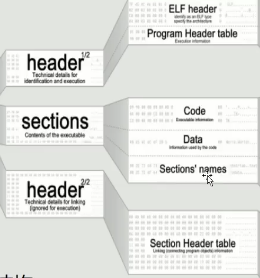 ELF header
identify as an ELF type
specify the architecture
Program Header table
Execution information
header 1/2
Technical details for
identification and execution
sections
Contents of the executable
Code
Executable information
Data
Information used by the code
Sections' names
header 2/2
Technical details for linking
(ignored for execution)
Section Header table
Linking (connecting program objects) information